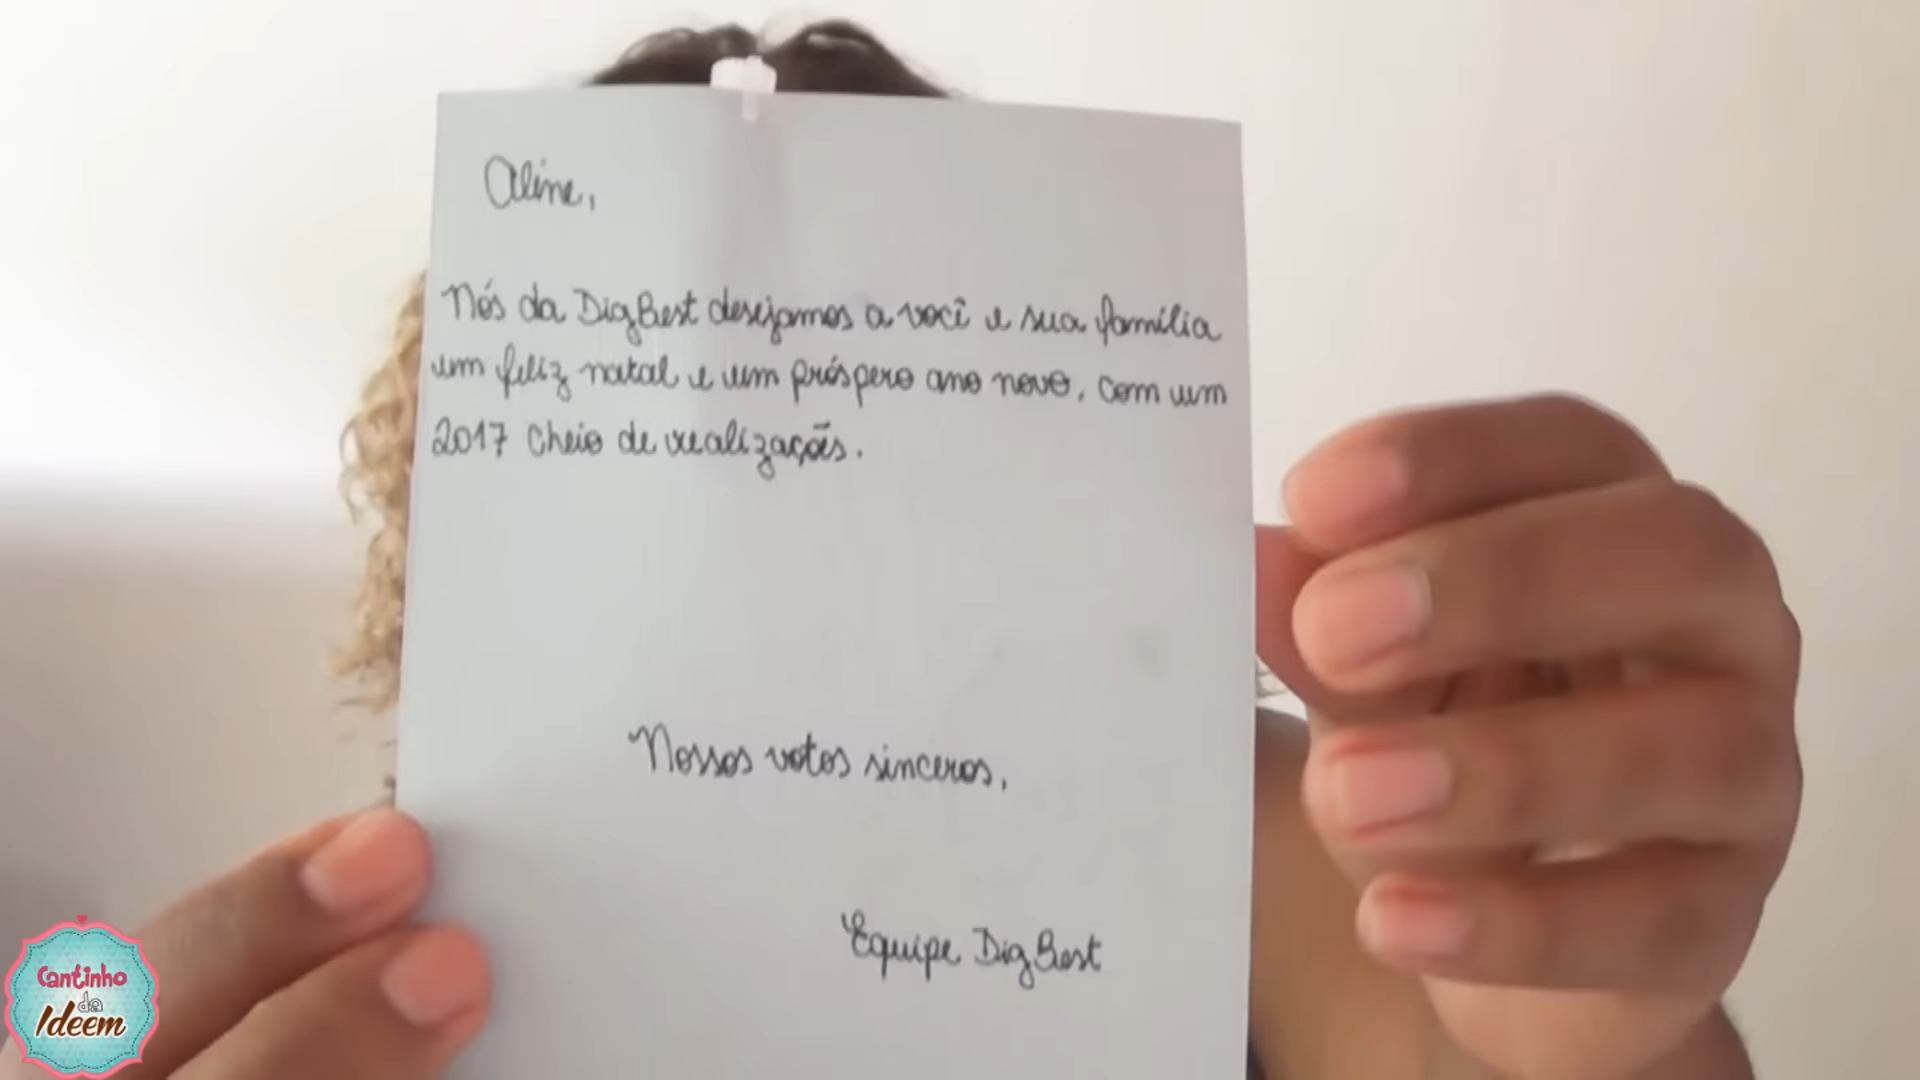 Aline,
Nós da DigBest desejamos a você e sua família
um feliz natal e um próspero ano novo, com um
2017 cheio de realizações.
Nossos votos sinceros,
Equipe DigBest
Cantinho
da
Ideem